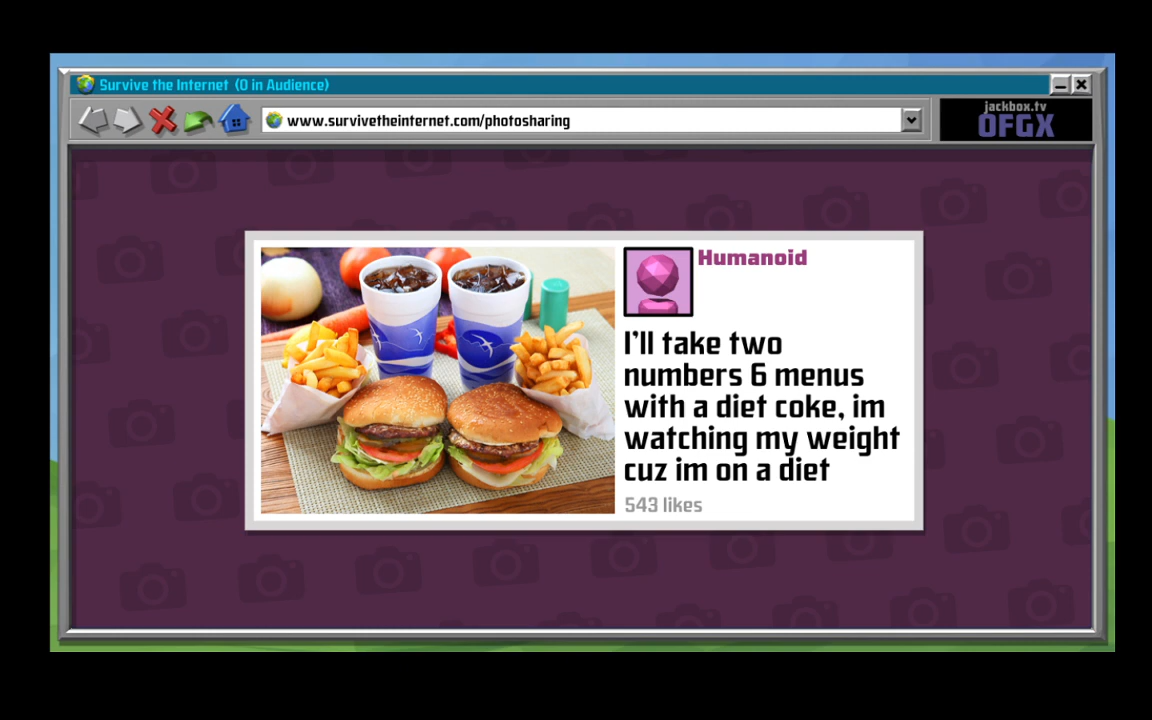 Survive the Internet (0 in Audience)
www.survivetheinternet.com/photosharing
jackbox.tv
OFGX
Humanoid
I'll take two
numbers 6 menus
with a diet coke, im
watching my weight
cuz im on a diet
543 likes